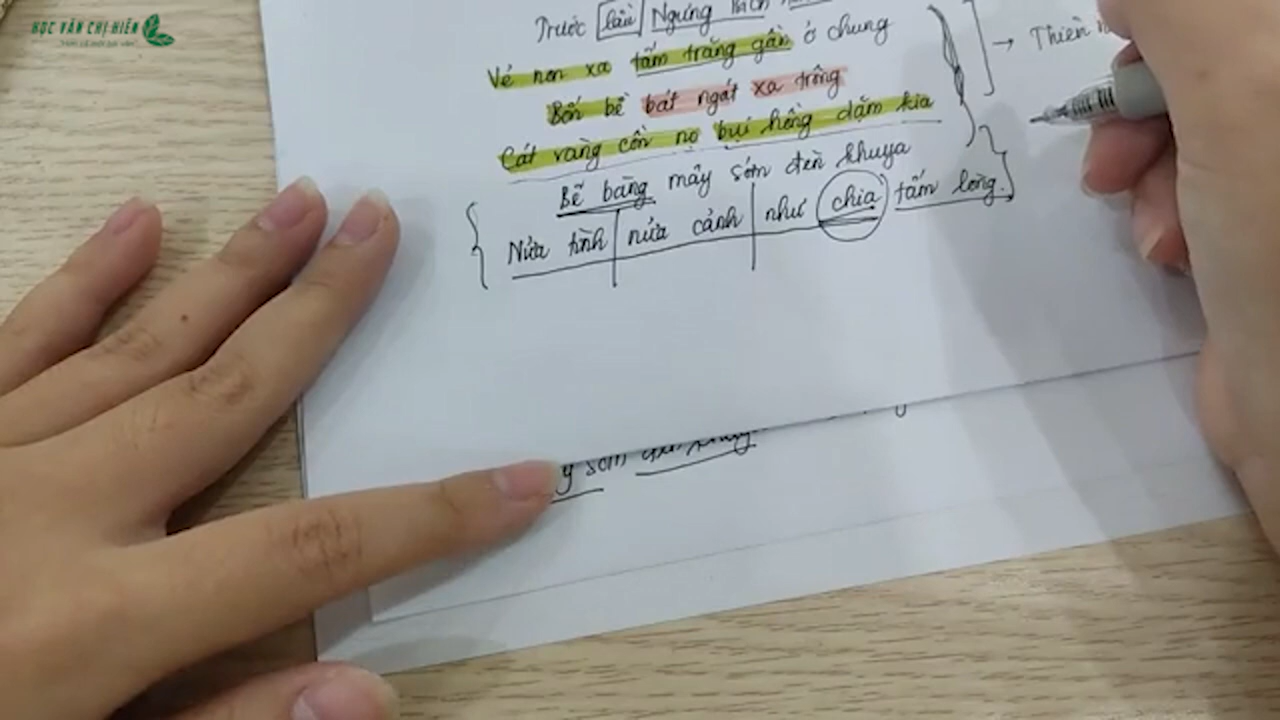 HỌC VĂN CHỊ HIÊN
Trước lầu Ngưng Bích
Vẻ non xa tấm trăng gần ở chung
Bốn bề bát ngát xa trông
Cát vàng cồn nọ bụi hồng dặm kia
Bẽ bàng mây sớm đèn khuya
Nửa tình nửa cảnh như chia tấm lòng.
→ Thiên
sớm